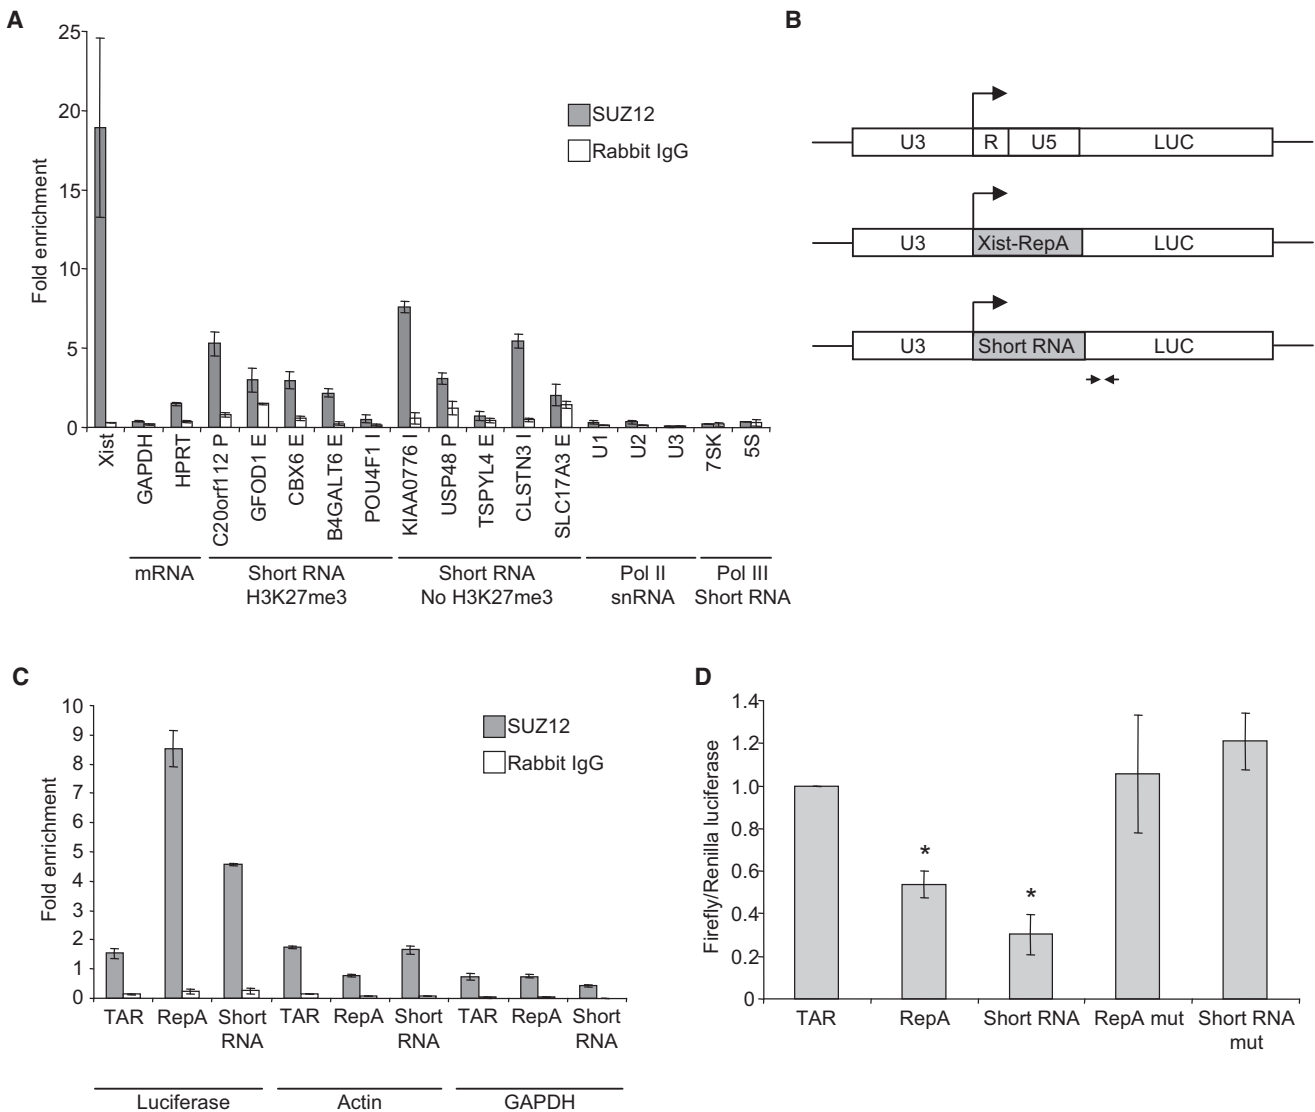 A
25
20
15
10
5
0
Fold enrichment
SUZ12
Rabbit IgG
Xist
GAPDH
HPRT
C20orf112 P
GFOD1 E
CBX6 E
B4GALT6 E
POU4F1 I
KIAA0776 I
USP48 P
TSPYL4 E
CLSTN3 I
SLC17A3 E
U1
U2
U3
7SK
5S
mRNA
Short RNA
H3K27me3
Short RNA
No H3K27me3
Pol II
snRNA
Pol III
Short RNA
B
U3 R U5 LUC
U3 Xist-RepA LUC
U3 Short RNA LUC
C
10
9
8
7
6
5
4
3
2
1
0
Fold enrichment
SUZ12
Rabbit IgG
TAR RepA Short RNA TAR RepA Short RNA TAR RepA Short RNA
Luciferase Actin GAPDH
D
1.4
1.2
1.0
0.8
0.6
0.4
0.2
0
Firefly/Renilla luciferase
* *
TAR RepA Short RNA RepA mut Short RNA
mut